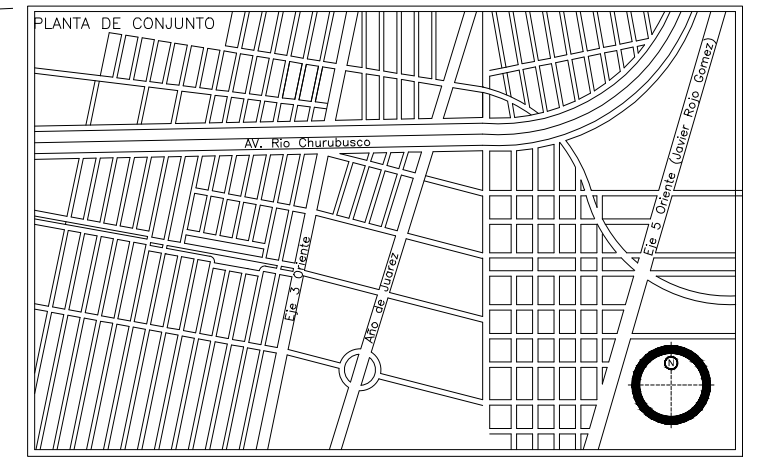 PLANTA DE CONJUNTO
AV. Rio Churubusco
Eje 3 Oriente
Año de Juarez
Eje 5 Oriente (Javier Rojo Gomez)
N